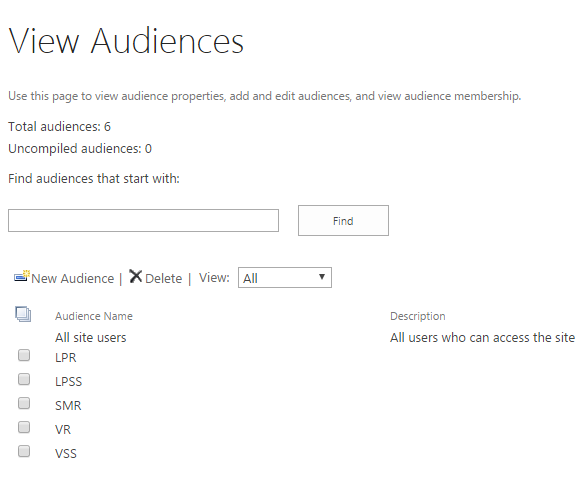 View Audiences
Use this page to view audience properties, add and edit audiences, and view audience membership.
Total audiences: 6
Uncompiled audiences: 0
Find audiences that start with:
Find
New Audience | Delete | View: All
Audience Name Description
All site users All users who can access the site
LPR
LPSS
SMR
VR
VSS